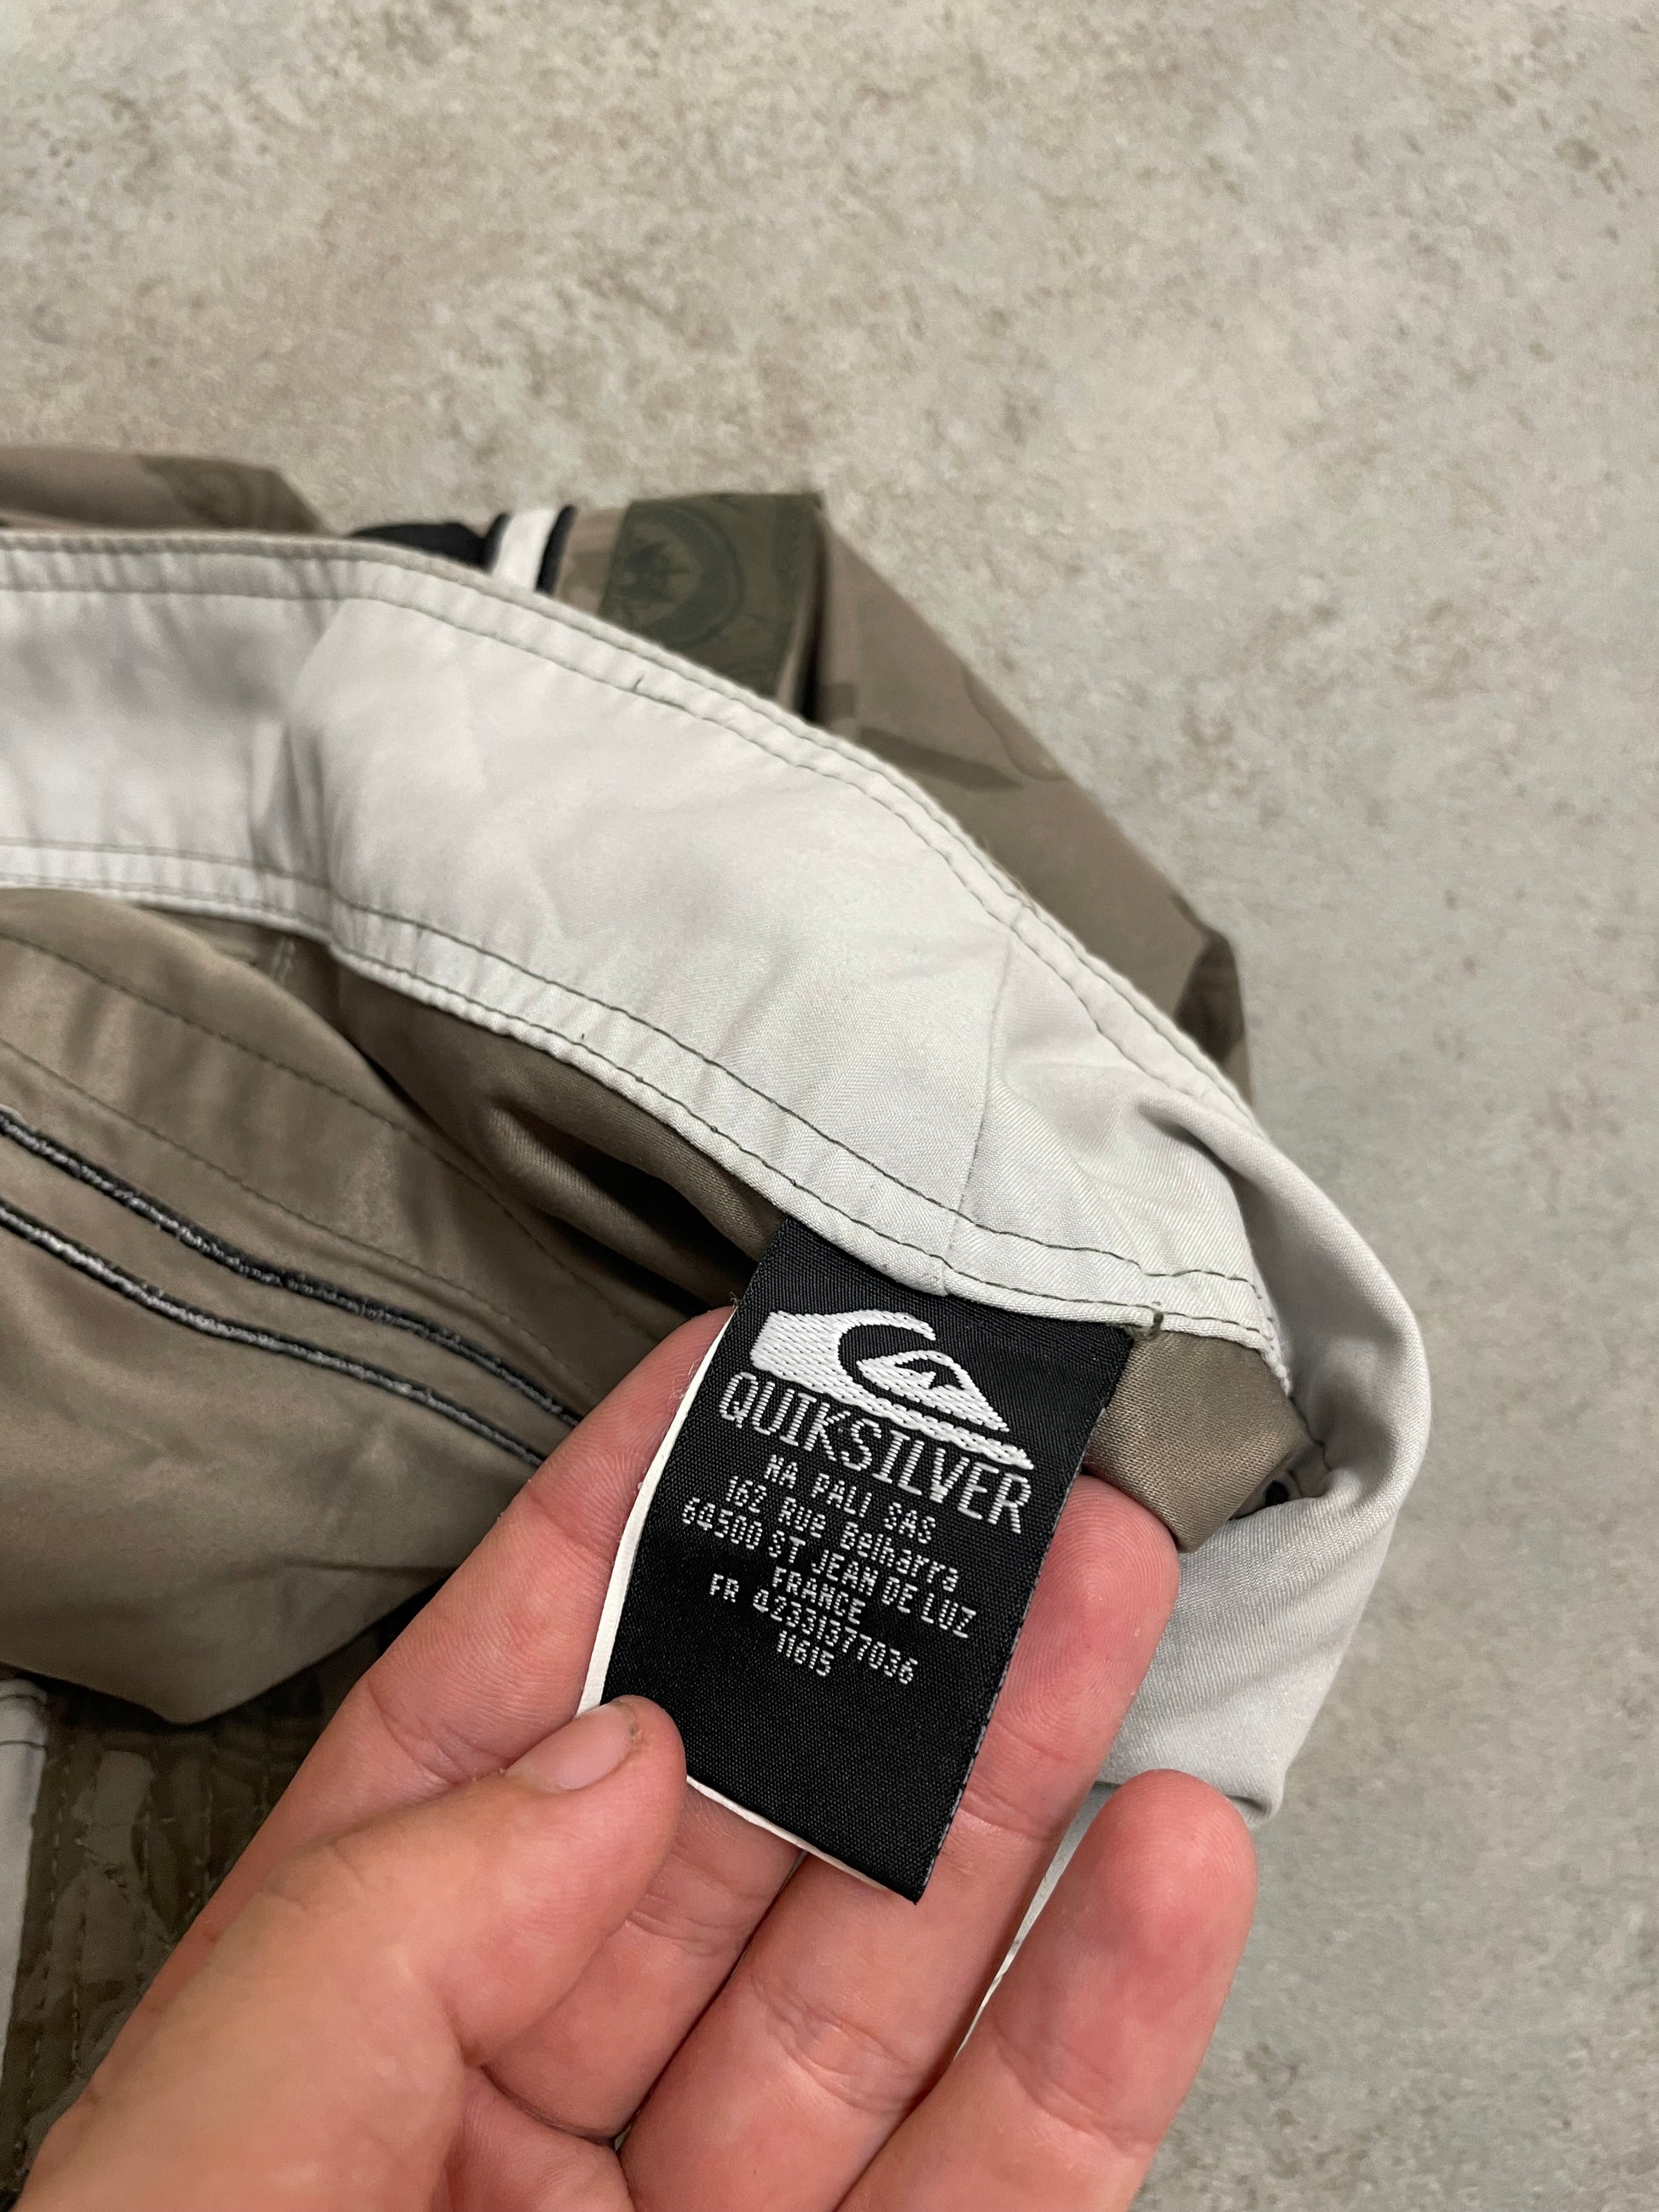 QUIKSILVER
NA PALI SAS
162 Rue Belharra
64500 ST JEAN DE LUZ
FRANCE
FR 42331377036
11615